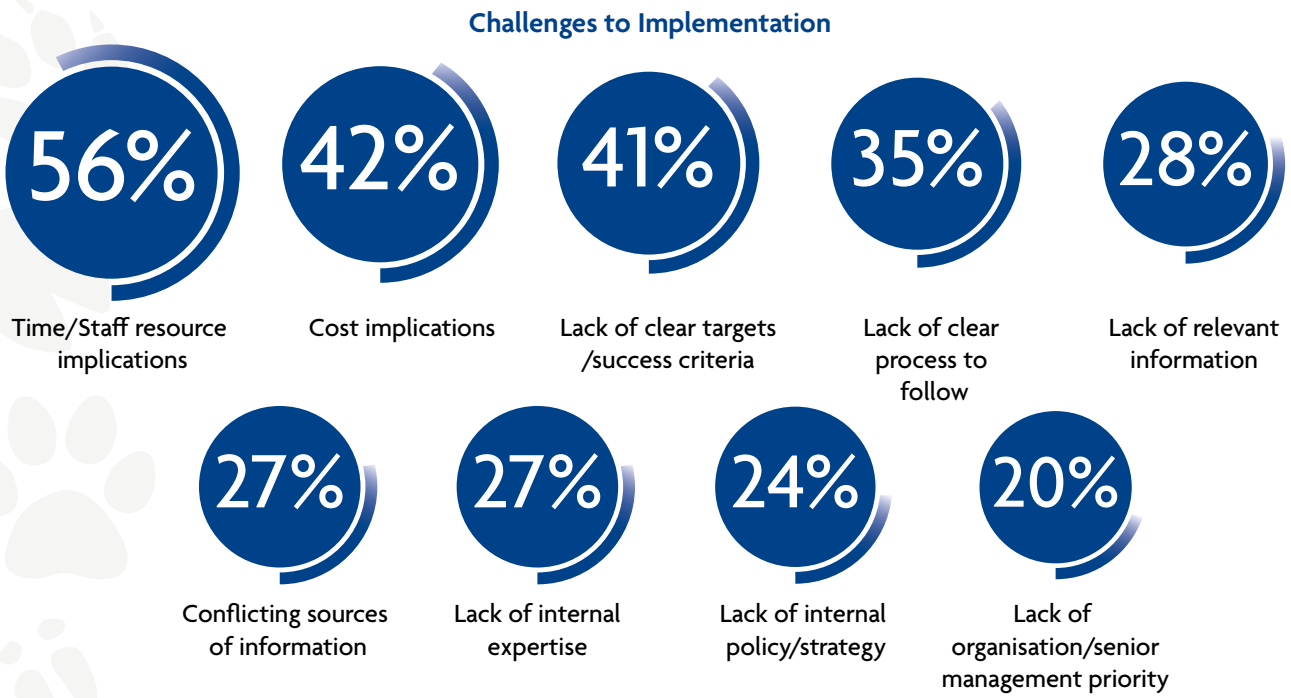 Challenges to Implementation
56%
42%
41%
35%
28%
Time/Staff resource
implications
Cost implications
Lack of clear targets
/success criteria
Lack of clear
process to
follow
Lack of relevant
information
27%
27%
24%
20%
Conflicting sources
of information
Lack of internal
expertise
Lack of internal
policy/strategy
Lack of
organisation/senior
management priority